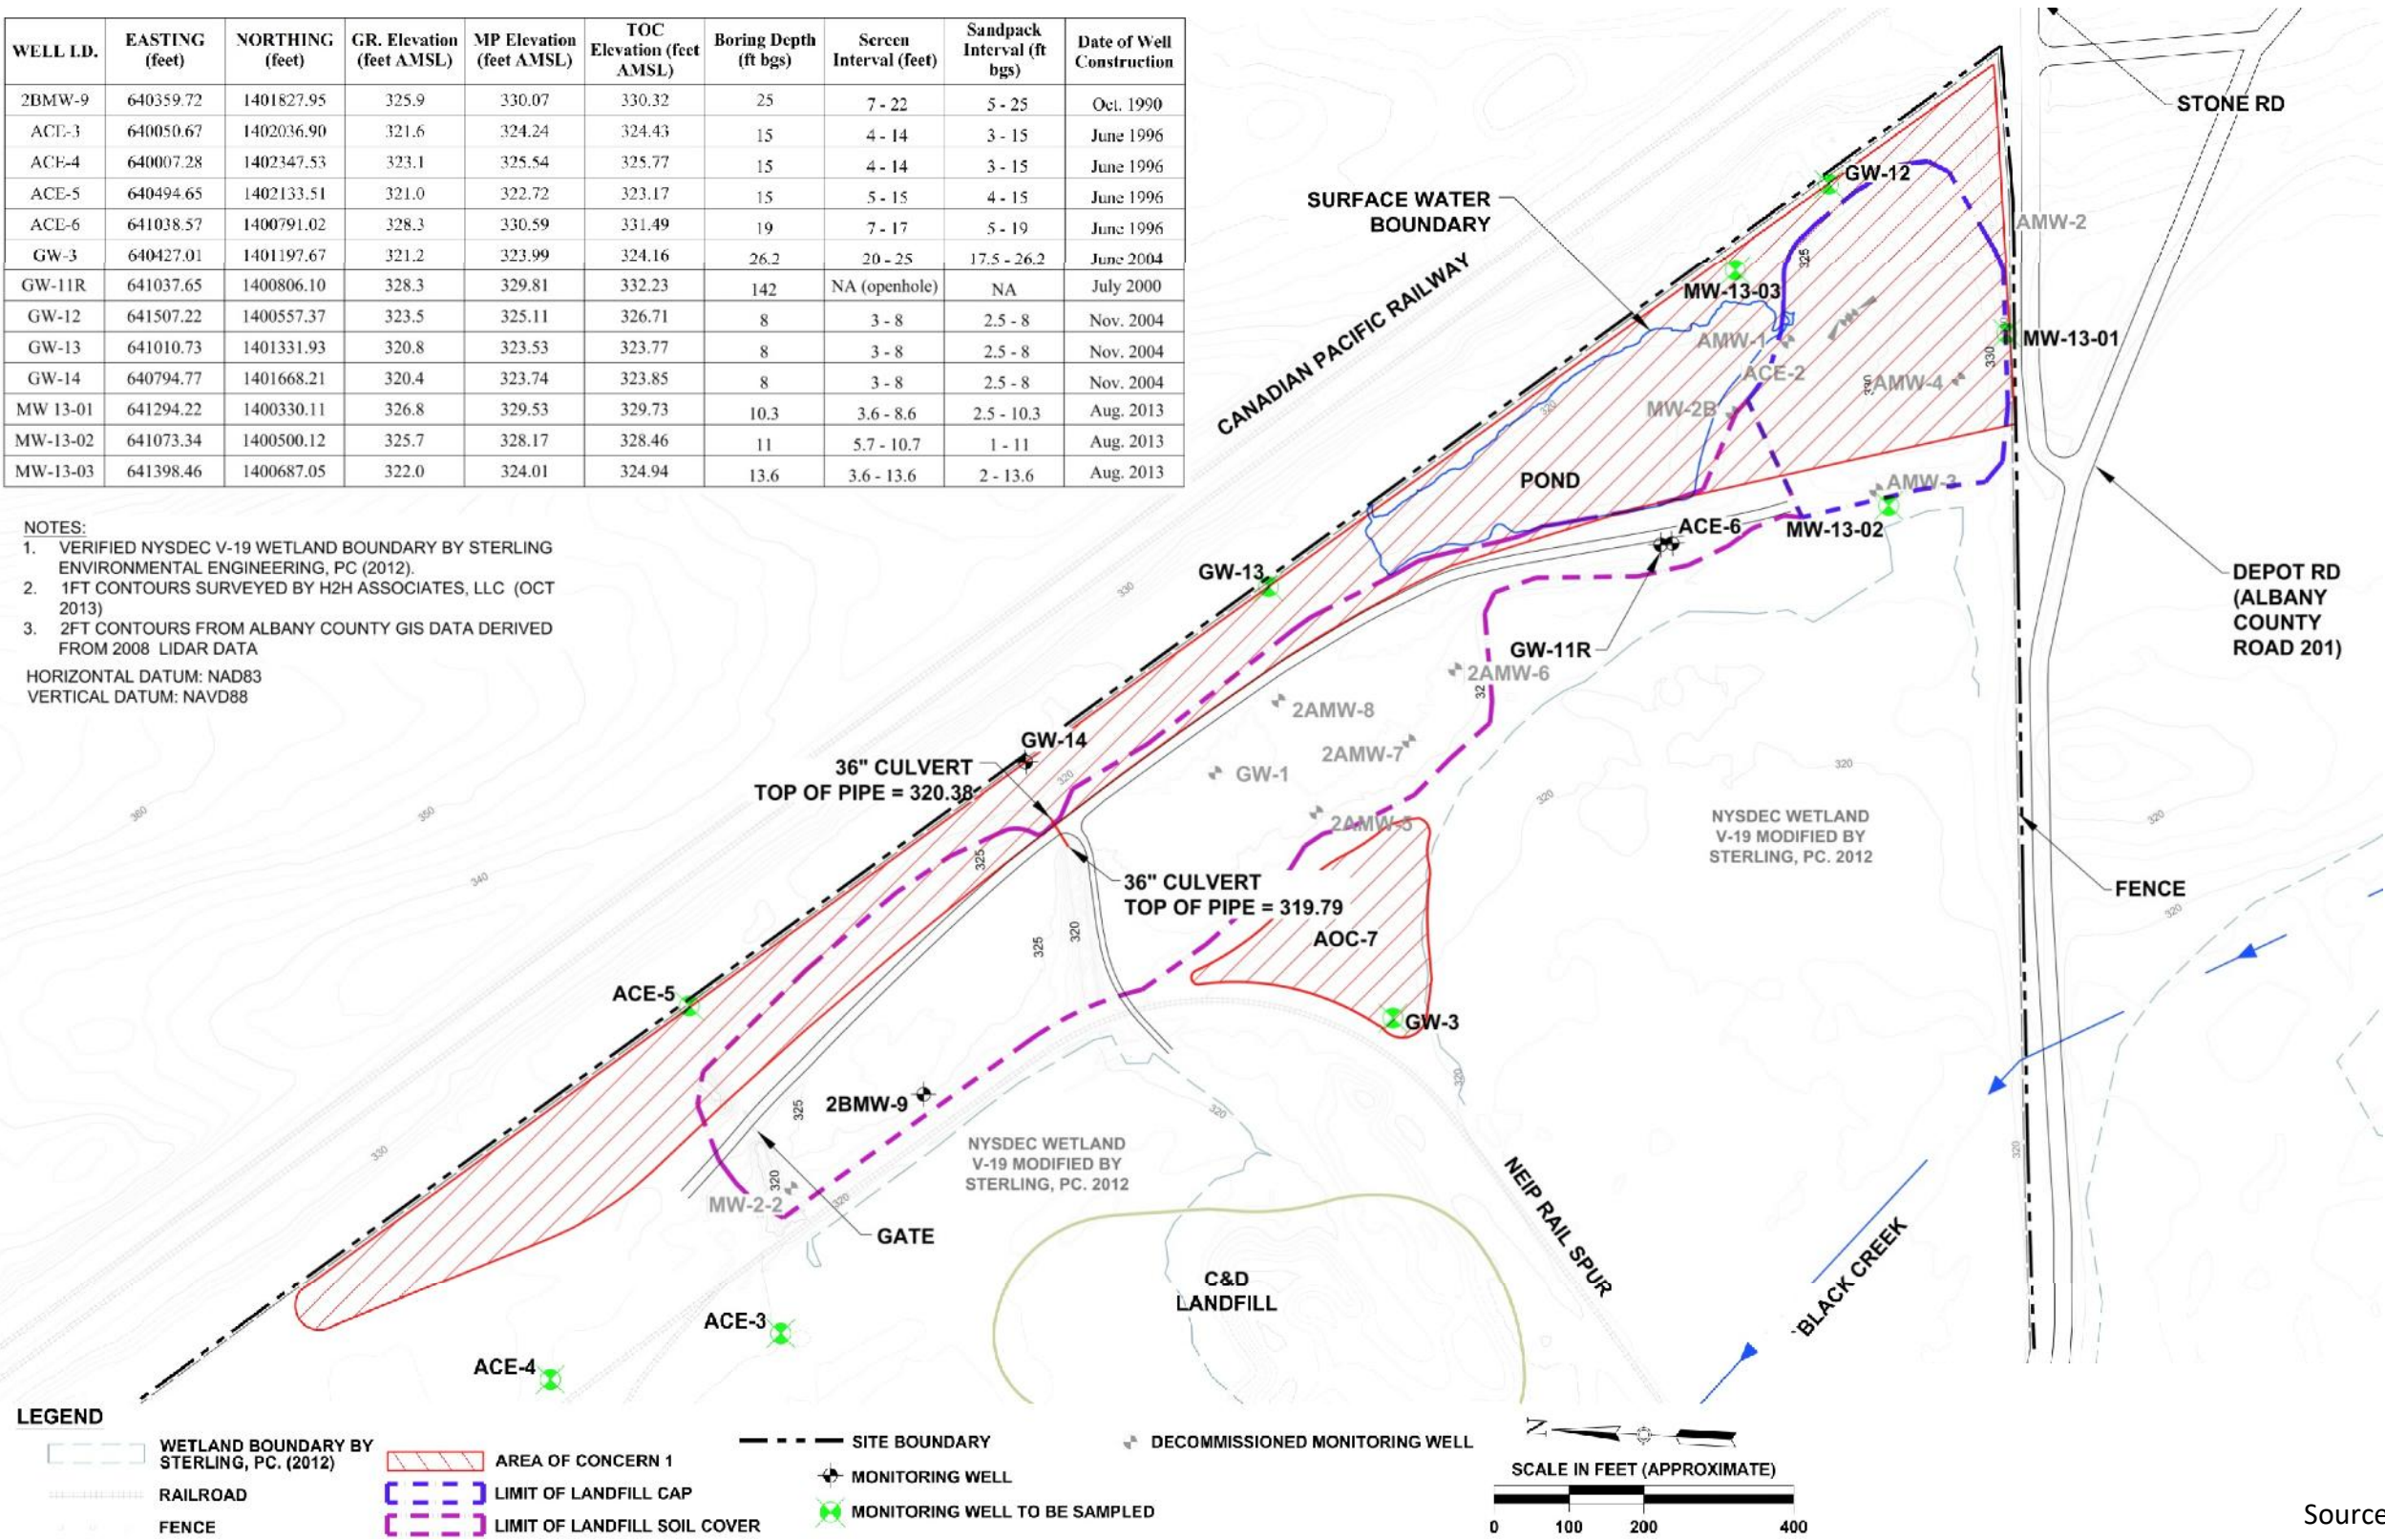 WELL I.D. EASTING (feet) NORTHING (feet) GR. Elevation (feet AMSL) MP Elevation (feet AMSL) TOC Elevation (feet AMSL) Boring Depth (ft bgs) Screen Interval (feet) Sandpack Interval (ft bgs) Date of Well Construction
2BMW-9 640359.72 1401827.95 325.9 330.07 330.32 25 7 - 22 5 - 25 Oct. 1990
ACE-3 640050.67 1402036.90 321.6 324.24 324.43 15 4 - 14 3 - 15 June 1996
ACE-4 640007.28 1402347.53 323.1 325.54 325.77 15 4 - 14 3 - 15 June 1996
ACE-5 640494.65 1402133.51 321.0 322.72 323.17 15 5 - 15 4 - 15 June 1996
ACE-6 641038.57 1400791.02 328.3 330.59 331.49 19 7 - 17 5 - 19 June 1996
GW-3 640427.01 1401197.67 321.2 323.99 324.16 26.2 20 - 25 17.5 - 26.2 June 2004
GW-11R 641037.65 1400806.10 328.3 329.81 332.23 142 NA (openhole) NA July 2000
GW-12 641507.22 1400557.37 323.5 325.11 326.71 8 3 - 8 2.5 - 8 Nov. 2004
GW-13 641010.73 1401331.93 320.8 323.53 323.77 8 3 - 8 2.5 - 8 Nov. 2004
GW-14 640794.77 1401668.21 320.4 323.74 323.85 8 3 - 8 2.5 - 8 Nov. 2004
MW 13-01 641294.22 1400330.11 326.8 329.53 329.73 10.3 3.6 - 8.6 2.5 - 10.3 Aug. 2013
MW-13-02 641073.34 1400500.12 325.7 328.17 328.46 11 5.7 - 10.7 1 - 11 Aug. 2013
MW-13-03 641398.46 1400687.05 322.0 324.01 324.94 13.6 3.6 - 13.6 2 - 13.6 Aug. 2013
NOTES:
1. VERIFIED NYSDEC V-19 WETLAND BOUNDARY BY STERLING
ENVIRONMENTAL ENGINEERING, PC (2012).
2. 1FT CONTOURS SURVEYED BY H2H ASSOCIATES, LLC (OCT
2013)
3. 2FT CONTOURS FROM ALBANY COUNTY GIS DATA DERIVED
FROM 2008 LIDAR DATA
HORIZONTAL DATUM: NAD83
VERTICAL DATUM: NAVD88
STONE RD
GW-12
SURFACE WATER
BOUNDARY
AMW-2
325
CANADIAN PACIFIC RAILWAY
MW-13-03
AMW-1
MW-13-01
330
ACE-2
330
AMW-4
MW-2B
320
POND
AMW-3
ACE-6
MW-13-02
GW-13
330
DEPOT RD
(ALBANY
COUNTY
ROAD 201)
GW-11R
2AMW-6
32
2AMW-8
GW-14
2AMW-7
36" CULVERT
TOP OF PIPE = 320.38
320
GW-1
320
320
360
350
2AMW-5
NYSDEC WETLAND
V-19 MODIFIED BY
STERLING, PC. 2012
320
325
340
36" CULVERT
TOP OF PIPE = 319.79
FENCE
320
325
320
AOC-7
ACE-5
GW-3
320
2BMW-9
325
320
330
NYSDEC WETLAND
V-19 MODIFIED BY
STERLING, PC. 2012
320
320
320
MW-2-2
GATE
NEIP RAIL SPUR
BLACK CREEK
C&D
LANDFILL
ACE-3
ACE-4
LEGEND
WETLAND BOUNDARY BY
STERLING, PC. (2012)
RAILROAD
FENCE
AREA OF CONCERN 1
LIMIT OF LANDFILL CAP
LIMIT OF LANDFILL SOIL COVER
SITE BOUNDARY
MONITORING WELL
MONITORING WELL TO BE SAMPLED
DECOMMISSIONED MONITORING WELL
N
SCALE IN FEET (APPROXIMATE)
0 100 200 400
Source